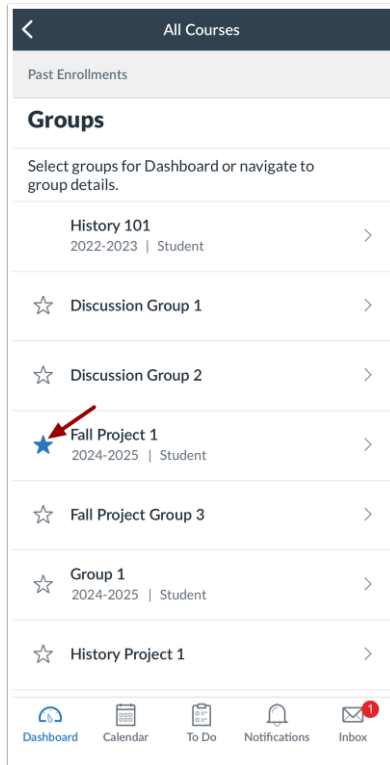 All Courses
Past Enrollments
Groups
Select groups for Dashboard or navigate to
group details.
History 101
2022-2023 | Student
Discussion Group 1
Discussion Group 2
Fall Project 1
2024-2025 | Student
Fall Project Group 3
Group 1
2024-2025 | Student
History Project 1
1
Dashboard Calendar To Do Notifications Inbox